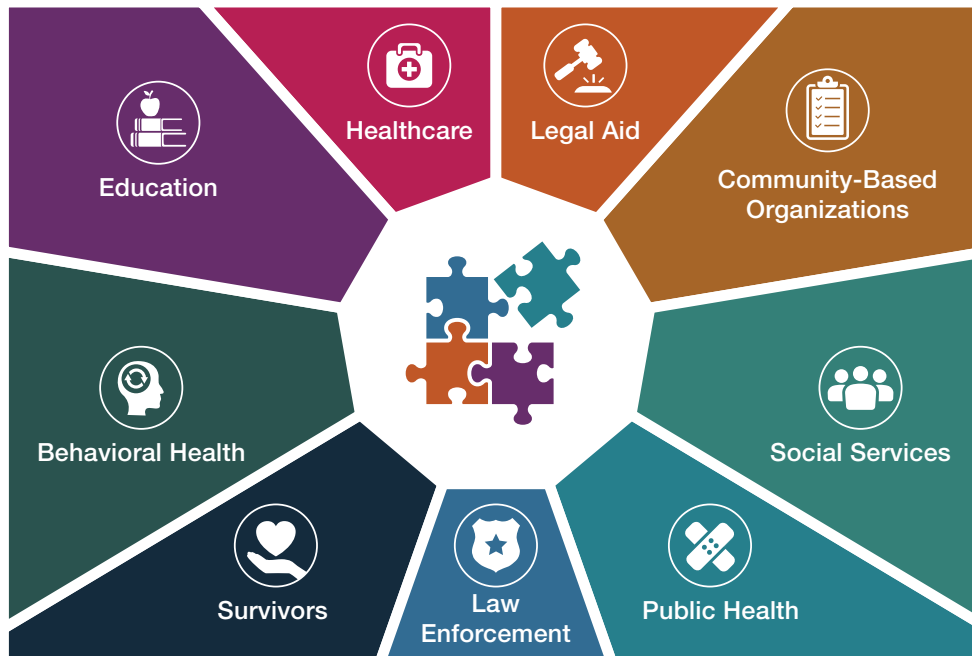 Healthcare
Legal Aid
Education
Community-Based
Organizations
Behavioral Health
Social Services
Survivors
Law
Enforcement
Public Health